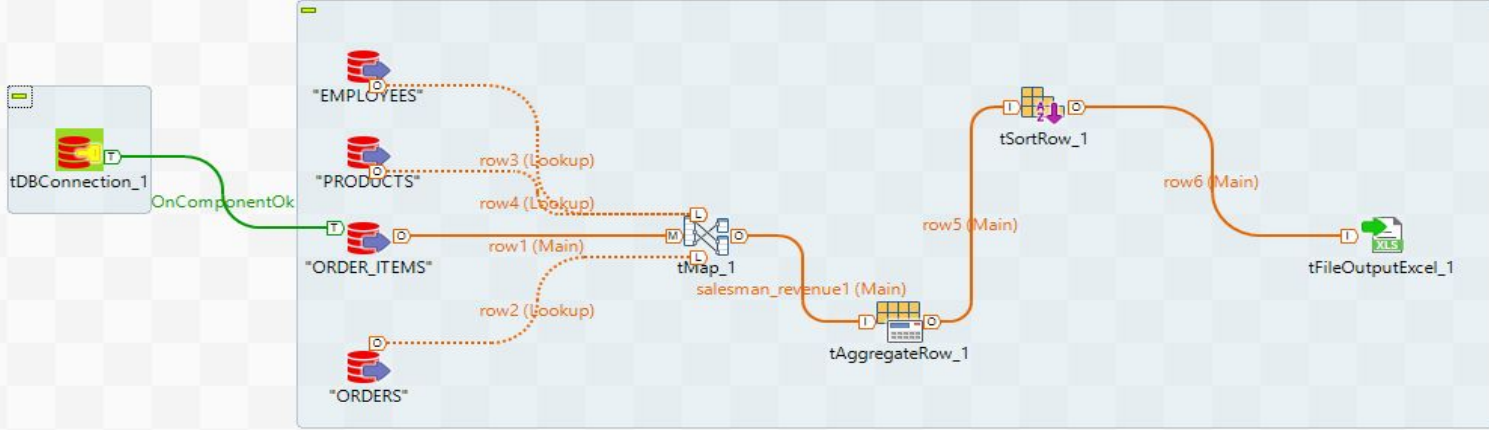 "EMPLOYEES"
"PRODUCTS"
"ORDER_ITEMS"
"ORDERS"
tDBConnection_1
OnComponentOk
row3 (Lookup)
row4 (Lookup)
row1 (Main)
row2 (Lookup)
tMap_1
salesman_revenue1 (Main)
tAggregateRow_1
row5 (Main)
tSortRow_1
row6 (Main)
tFileOutputExcel_1
T
T
O
O
O
O
L
M
O
L
I
O
I
O
I
A
Z
XLS